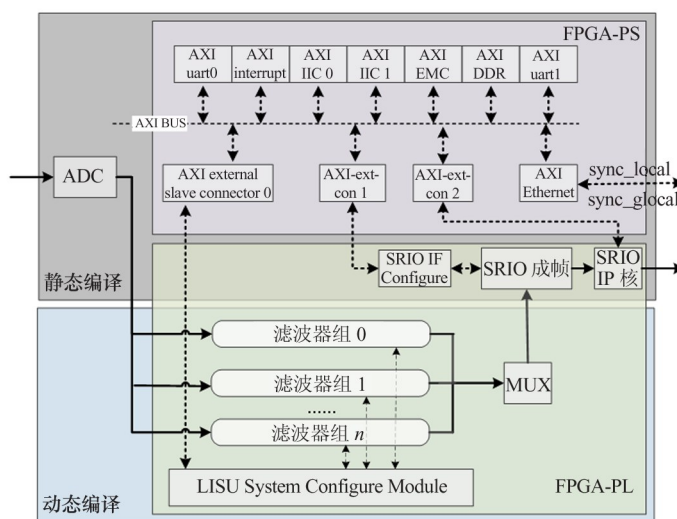 FPGA-PS
AXI uart0
AXI interrupt
AXI IIC 0
AXI IIC 1
AXI EMC
AXI DDR
AXI uart1
AXI BUS
ADC
AXI external
slave connector 0
AXI-ext-
con 1
AXI-ext-
con 2
AXI
Ethernet
sync_local
sync_glocal
静态编译
SRIO IF
Configure
SRIO 成帧
SRIO
IP 核
滤波器组 0
滤波器组 1
......
滤波器组 n
MUX
LISU System Configure Module
FPGA-PL
动态编译